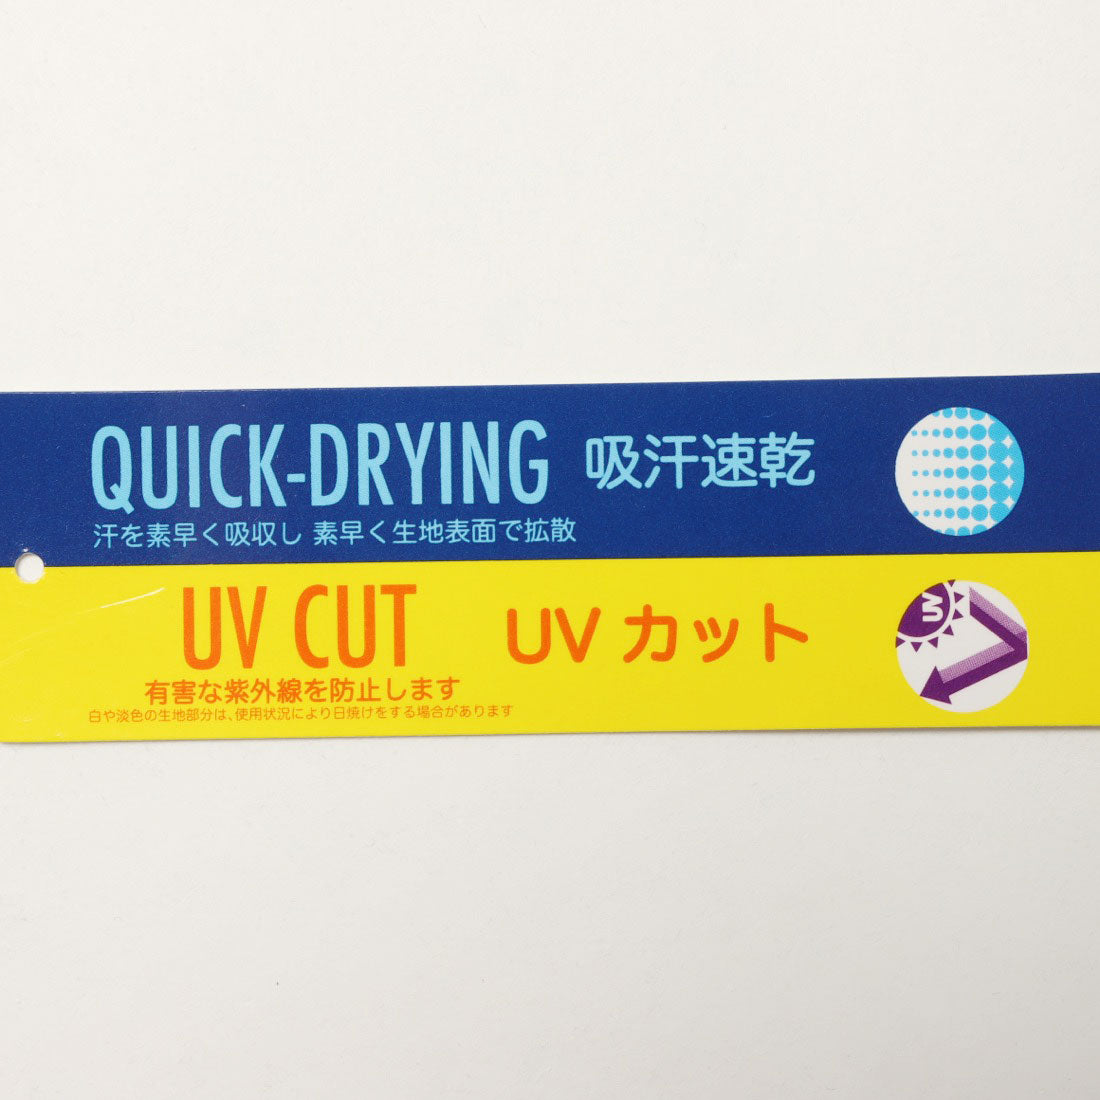 QUICK-DRYING 吸汗速乾
汗を素早く吸収し 素早く生地表面で拡散
UV CUT UVカット
有害な紫外線を防止します
白や淡色の生地部分は、使用状況により日焼けをする場合があります
UV